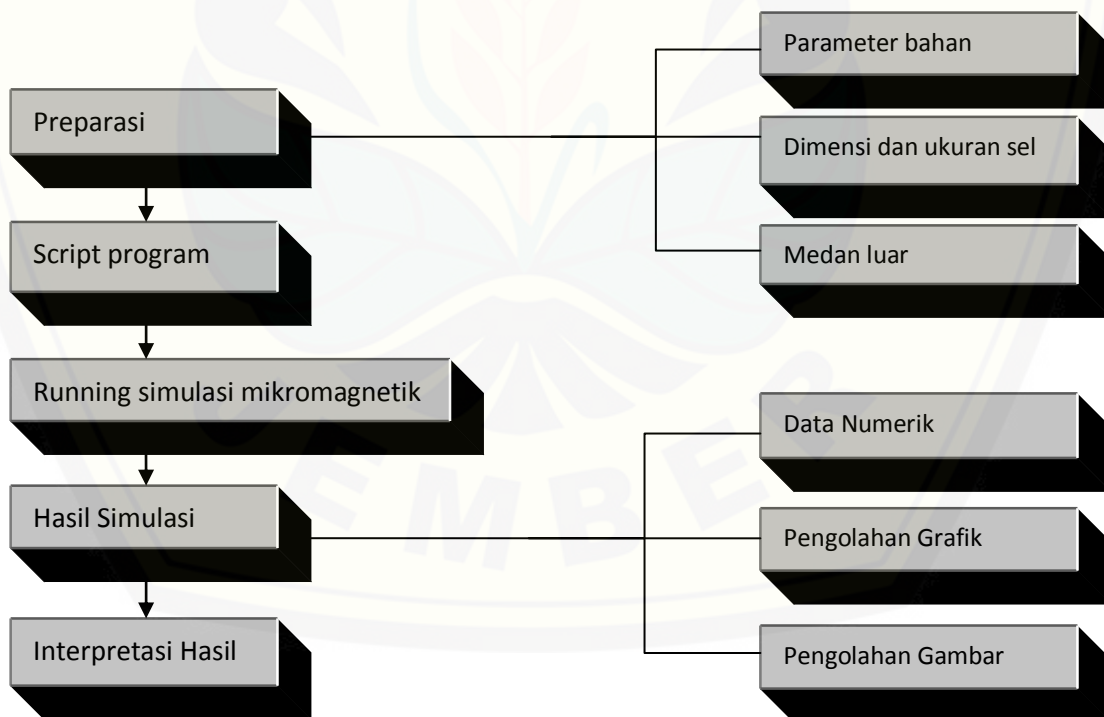 Preparasi
Parameter bahan
Dimensi dan ukuran sel
Medan luar
Script program
Running simulasi mikromagnetik
Hasil Simulasi
Data Numerik
Pengolahan Grafik
Pengolahan Gambar
Interpretasi Hasil
JEMBER